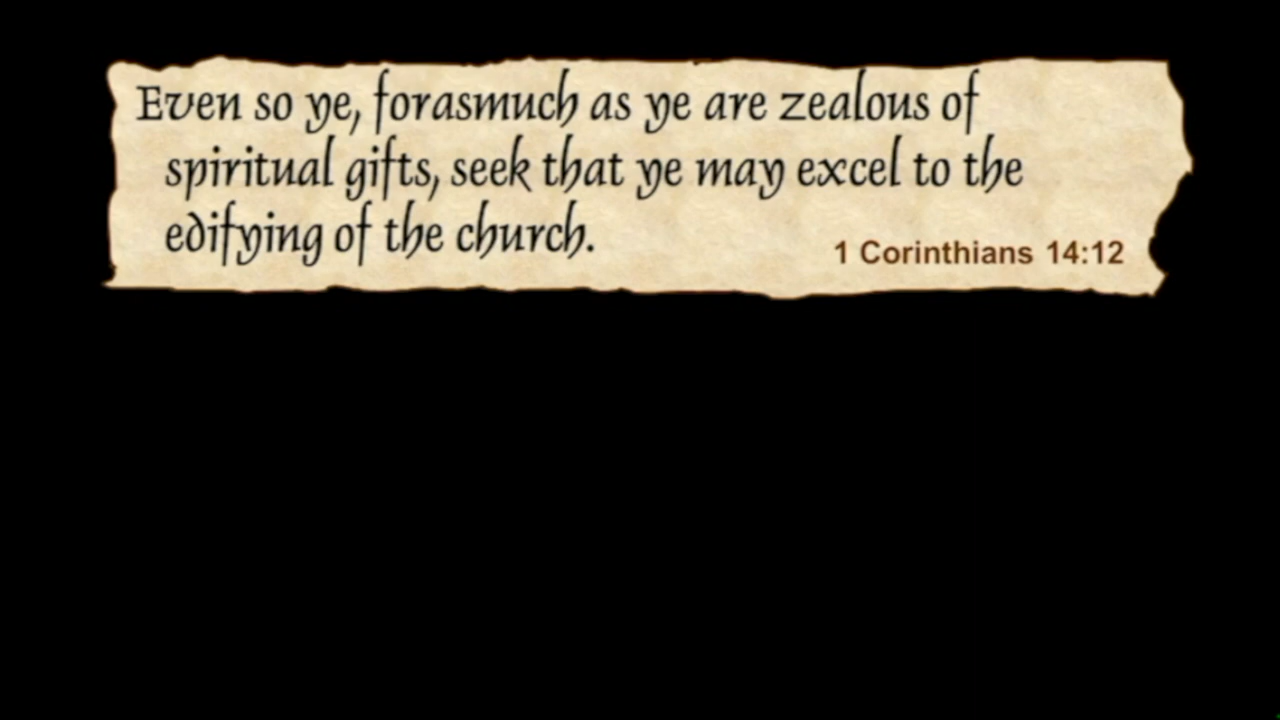 Even so ye, forasmuch as ye are zealous of
spiritual gifts, seek that ye may excel to the
edifying of the church.
1 Corinthians 14:12